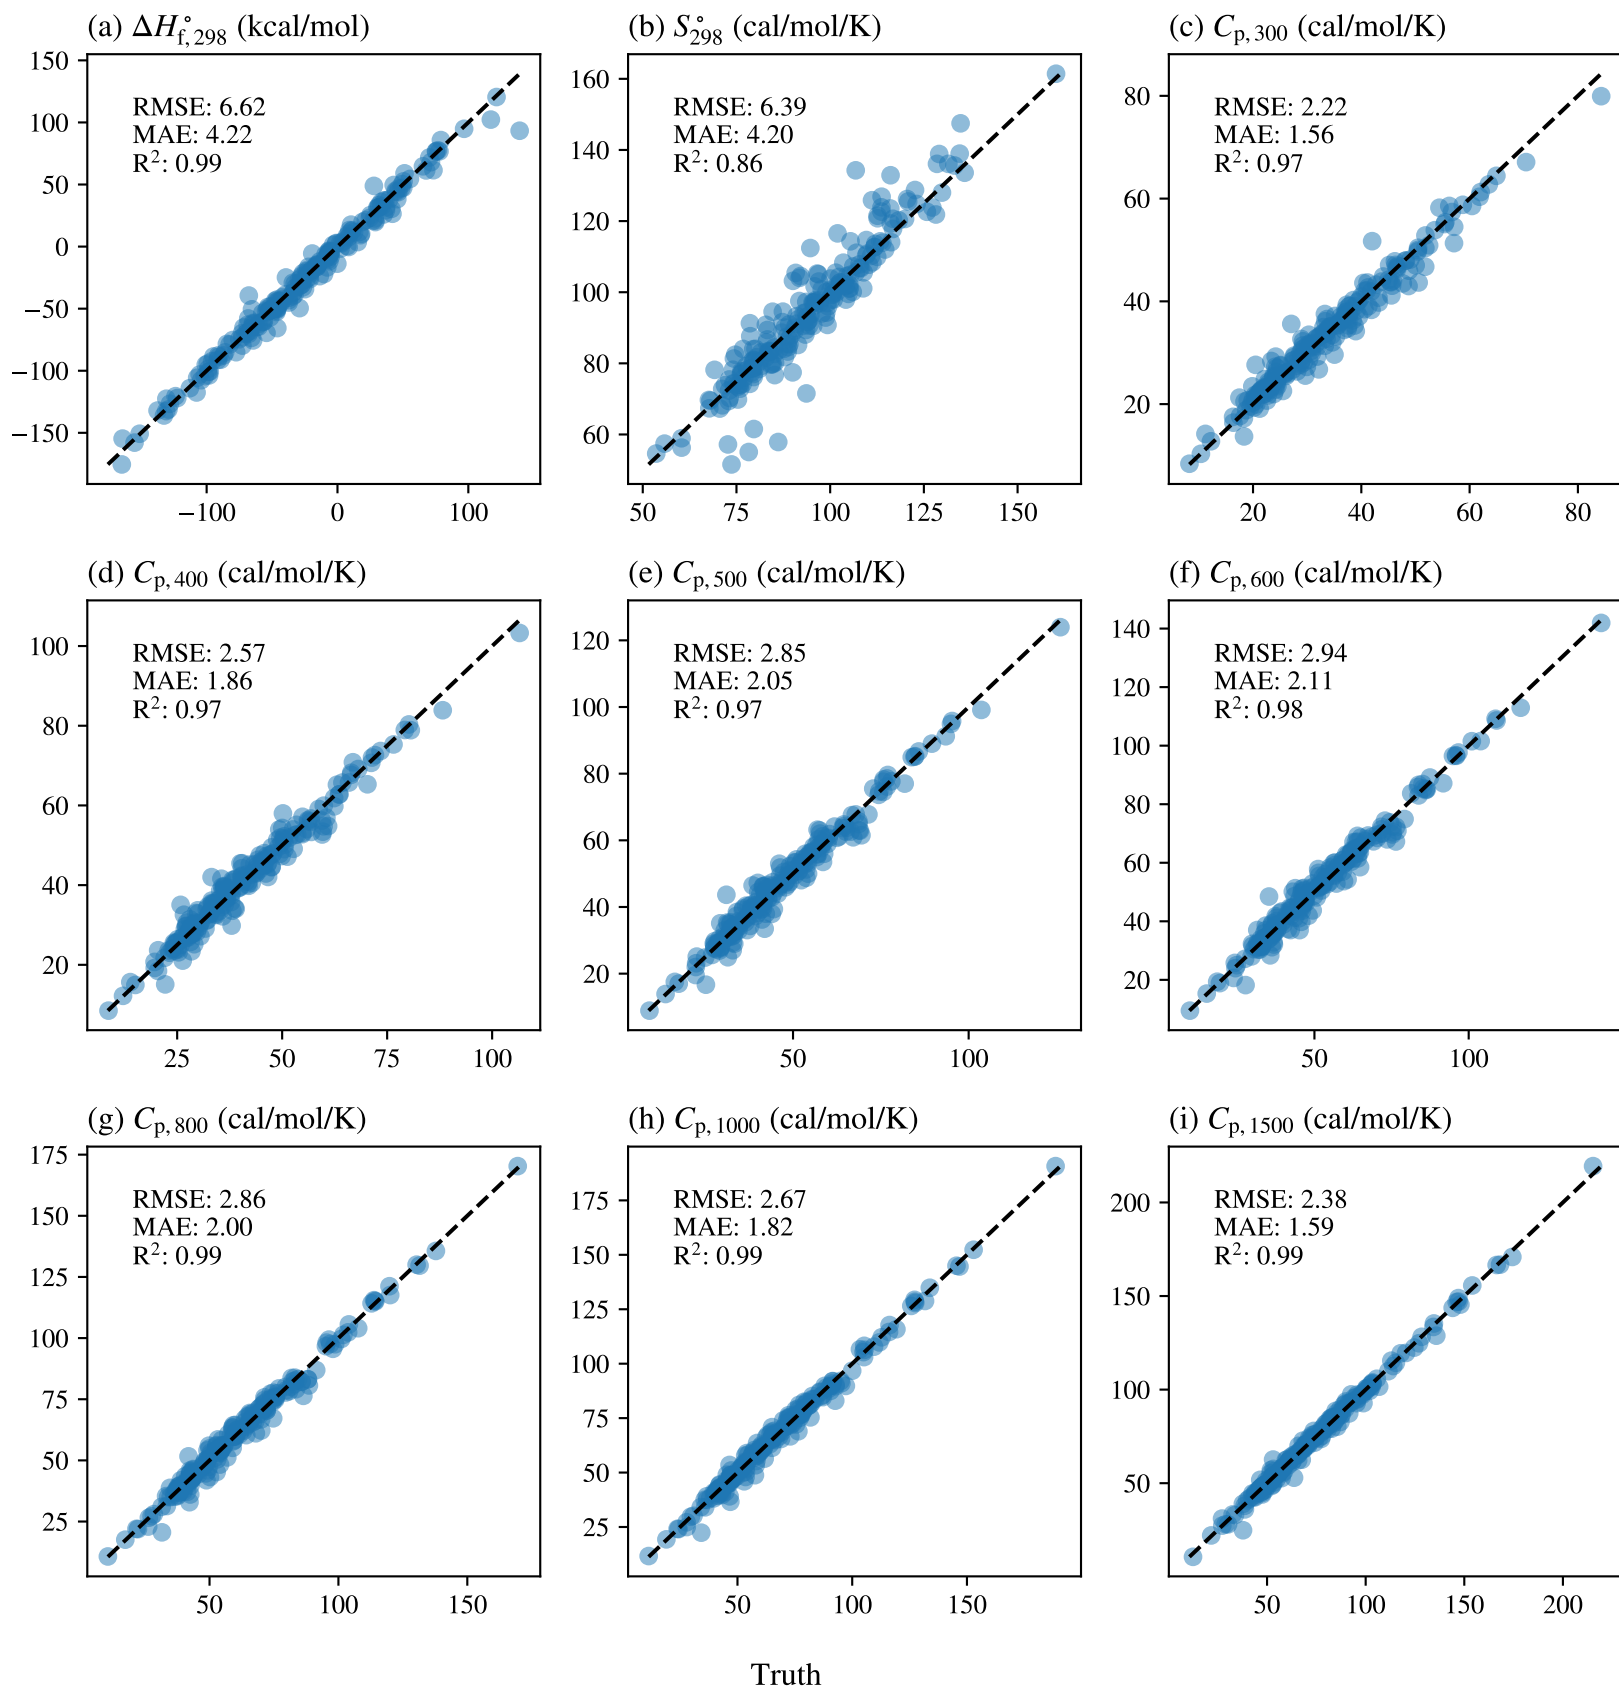 (a) ΔH°f,298 (kcal/mol)
RMSE: 6.62
MAE: 4.22
R²: 0.99
150
100
50
0
−50
−100
−150
−100 0 100
(b) S°298 (cal/mol/K)
RMSE: 6.39
MAE: 4.20
R²: 0.86
160
140
120
100
80
60
50 75 100 125 150
(c) Cp,300 (cal/mol/K)
RMSE: 2.22
MAE: 1.56
R²: 0.97
80
60
40
20
20 40 60 80
(d) Cp,400 (cal/mol/K)
RMSE: 2.57
MAE: 1.86
R²: 0.97
100
80
60
40
20
25 50 75 100
(e) Cp,500 (cal/mol/K)
RMSE: 2.85
MAE: 2.05
R²: 0.97
120
100
80
60
40
20
50 100
(f) Cp,600 (cal/mol/K)
RMSE: 2.94
MAE: 2.11
R²: 0.98
140
120
100
80
60
40
20
50 100
(g) Cp,800 (cal/mol/K)
RMSE: 2.86
MAE: 2.00
R²: 0.99
175
150
125
100
75
50
25
50 100 150
(h) Cp,1000 (cal/mol/K)
RMSE: 2.67
MAE: 1.82
R²: 0.99
175
150
125
100
75
50
25
50 100 150
(i) Cp,1500 (cal/mol/K)
RMSE: 2.38
MAE: 1.59
R²: 0.99
200
150
100
50
50 100 150 200
Truth